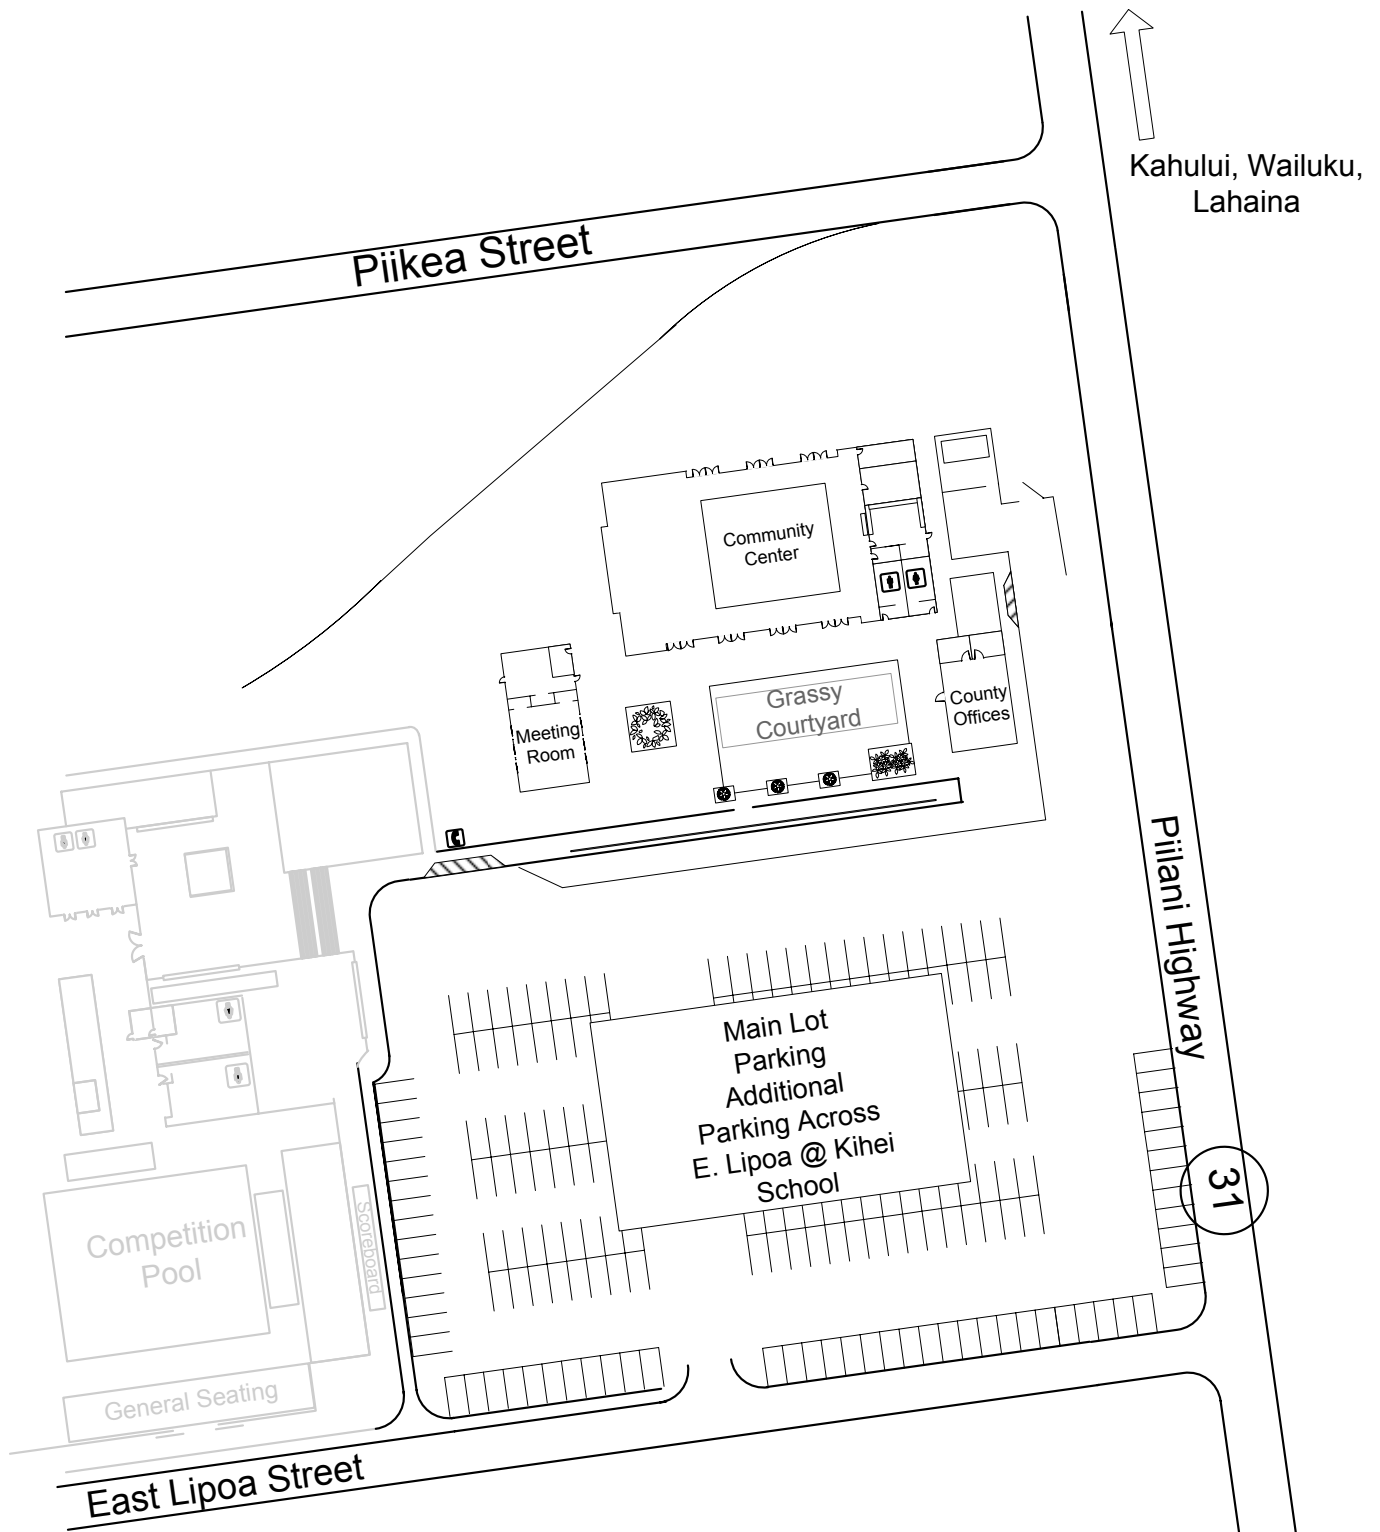 Kahului, Wailuku,
Lahaina
Piikea Street
Community
Center
Grassy
Courtyard
County
Offices
Meeting
Room
Piilani Highway
Main Lot
Parking
Additional
Parking Across
E. Lipoa @ Kihei
School
31
Scoreboard
Competition
Pool
General Seating
East Lipoa Street